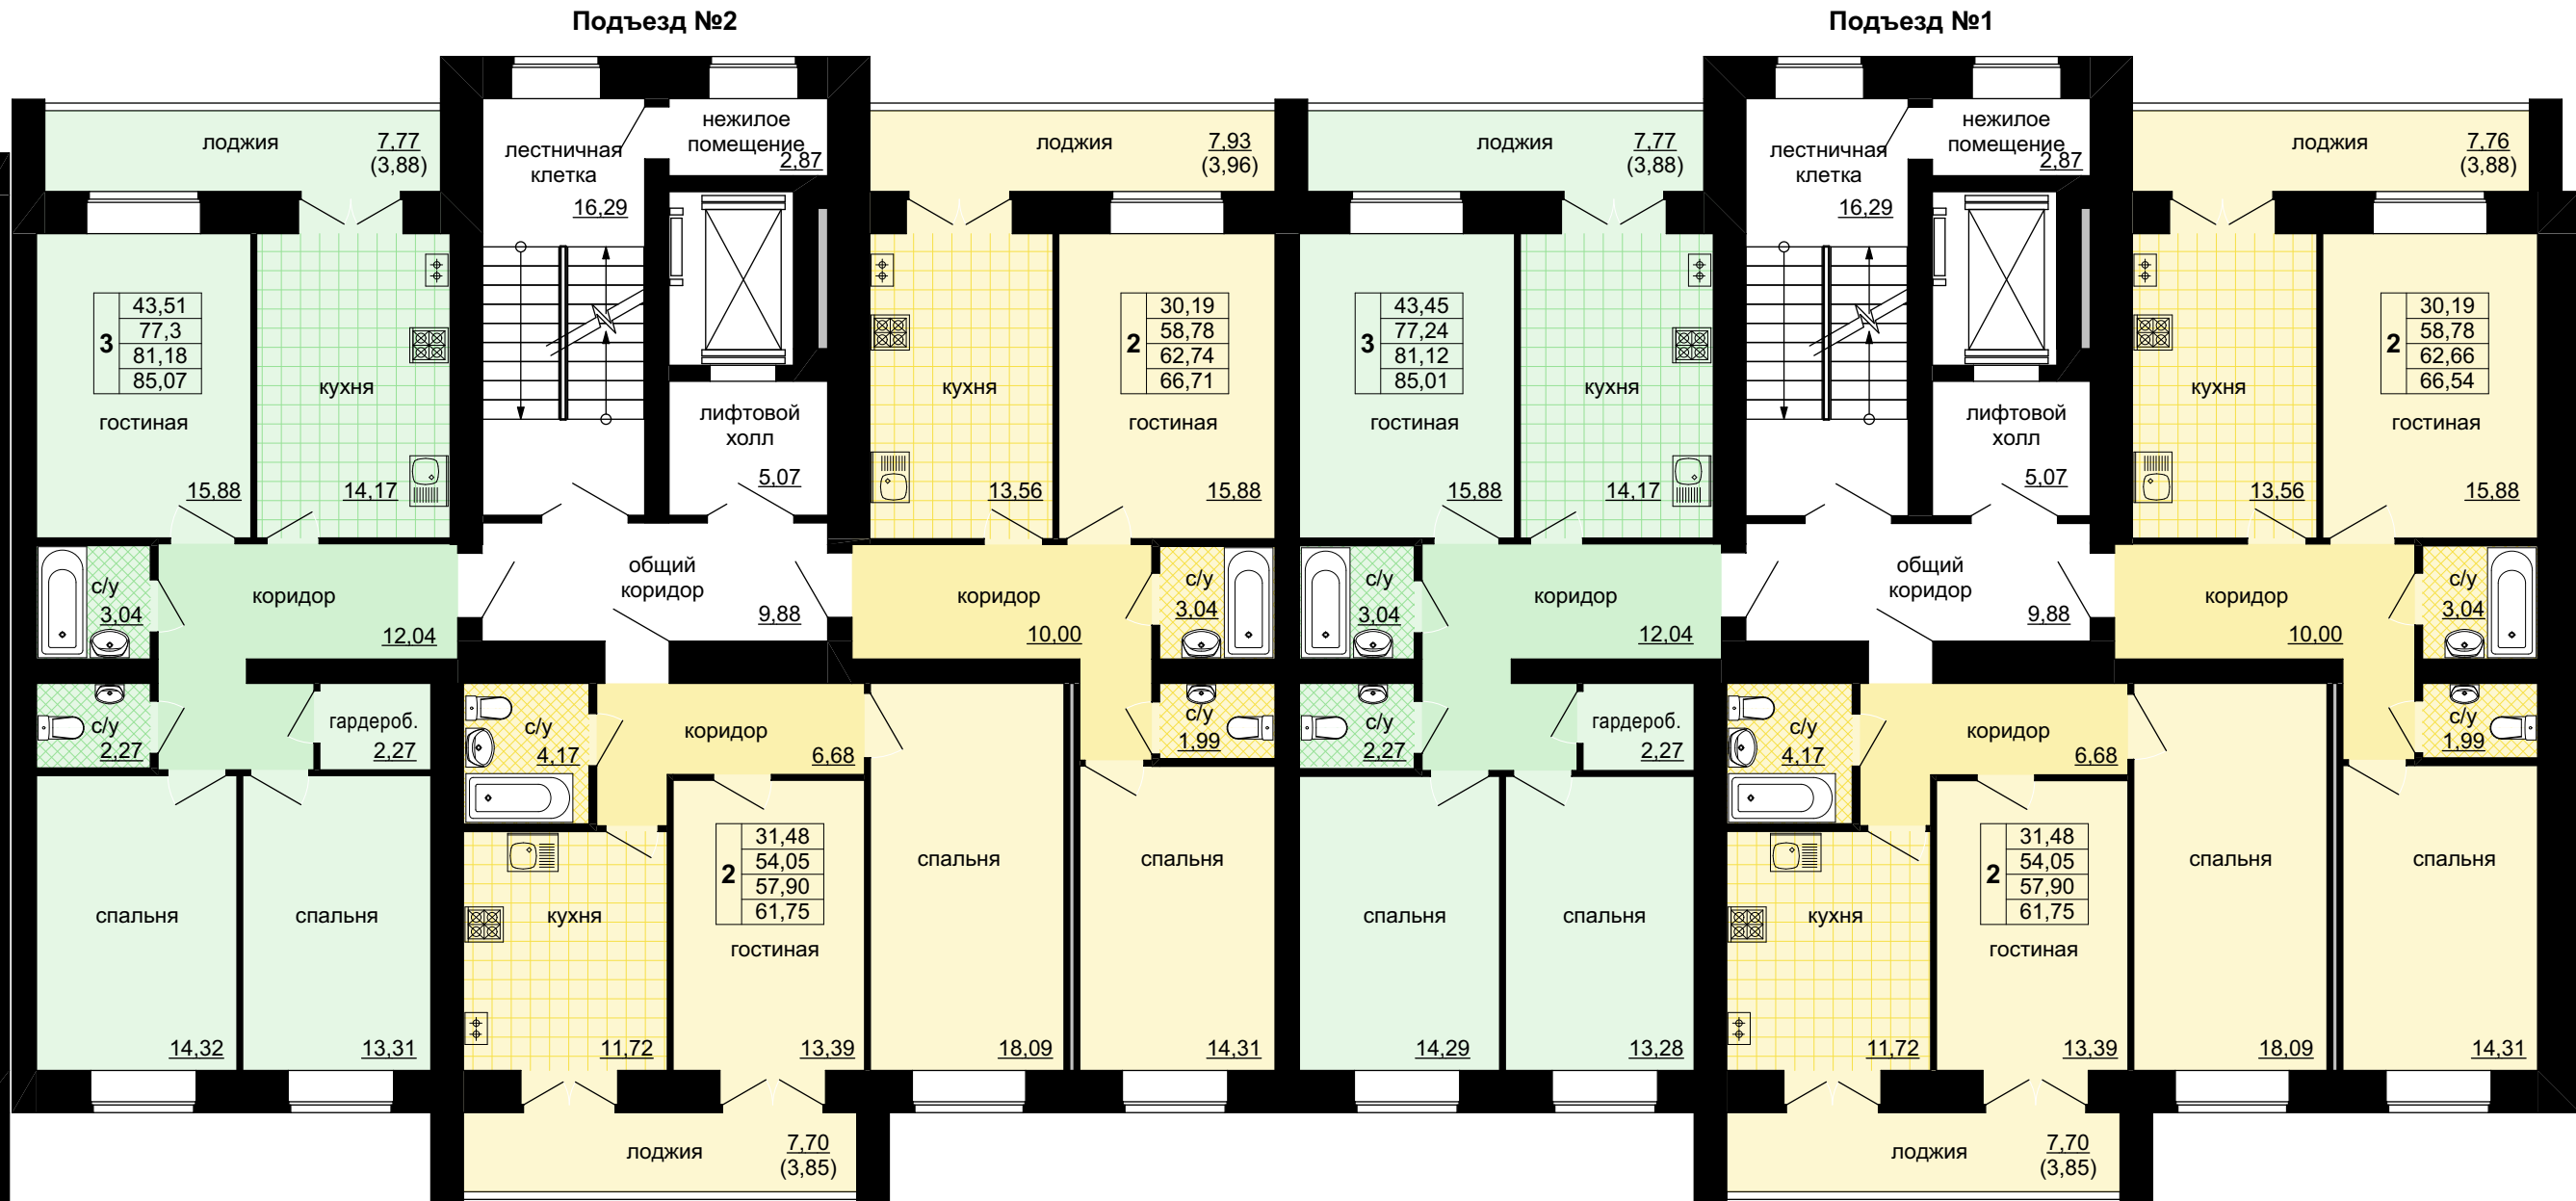 Подъезд №2
Подъезд №1
лоджия
7,77
(3,88)
лестничная
клетка
16,29
нежилое
помещение
2,87
лоджия
7,93
(3,96)
лоджия
7,77
(3,88)
лестничная
клетка
16,29
нежилое
помещение
2,87
лоджия
7,76
(3,88)
3
43,51
77,3
81,18
85,07
гостиная
15,88
кухня
14,17
лифтовой
холл
5,07
кухня
13,56
2
30,19
58,78
62,74
66,71
гостиная
15,88
3
43,45
77,24
81,12
85,01
гостиная
15,88
кухня
14,17
лифтовой
холл
5,07
кухня
13,56
2
30,19
58,78
62,66
66,54
гостиная
15,88
с/у
3,04
коридор
12,04
общий
коридор
9,88
коридор
10,00
с/у
3,04
с/у
3,04
коридор
12,04
общий
коридор
9,88
коридор
10,00
с/у
3,04
с/у
2,27
гардероб.
2,27
с/у
4,17
коридор
6,68
с/у
1,99
с/у
2,27
гардероб.
2,27
с/у
4,17
коридор
6,68
с/у
1,99
спальня
14,32
спальня
13,31
кухня
11,72
2
31,48
54,05
57,90
61,75
гостиная
13,39
спальня
18,09
спальня
14,31
спальня
14,29
спальня
13,28
кухня
11,72
2
31,48
54,05
57,90
61,75
гостиная
13,39
спальня
18,09
спальня
14,31
лоджия
7,70
(3,85)
лоджия
7,70
(3,85)